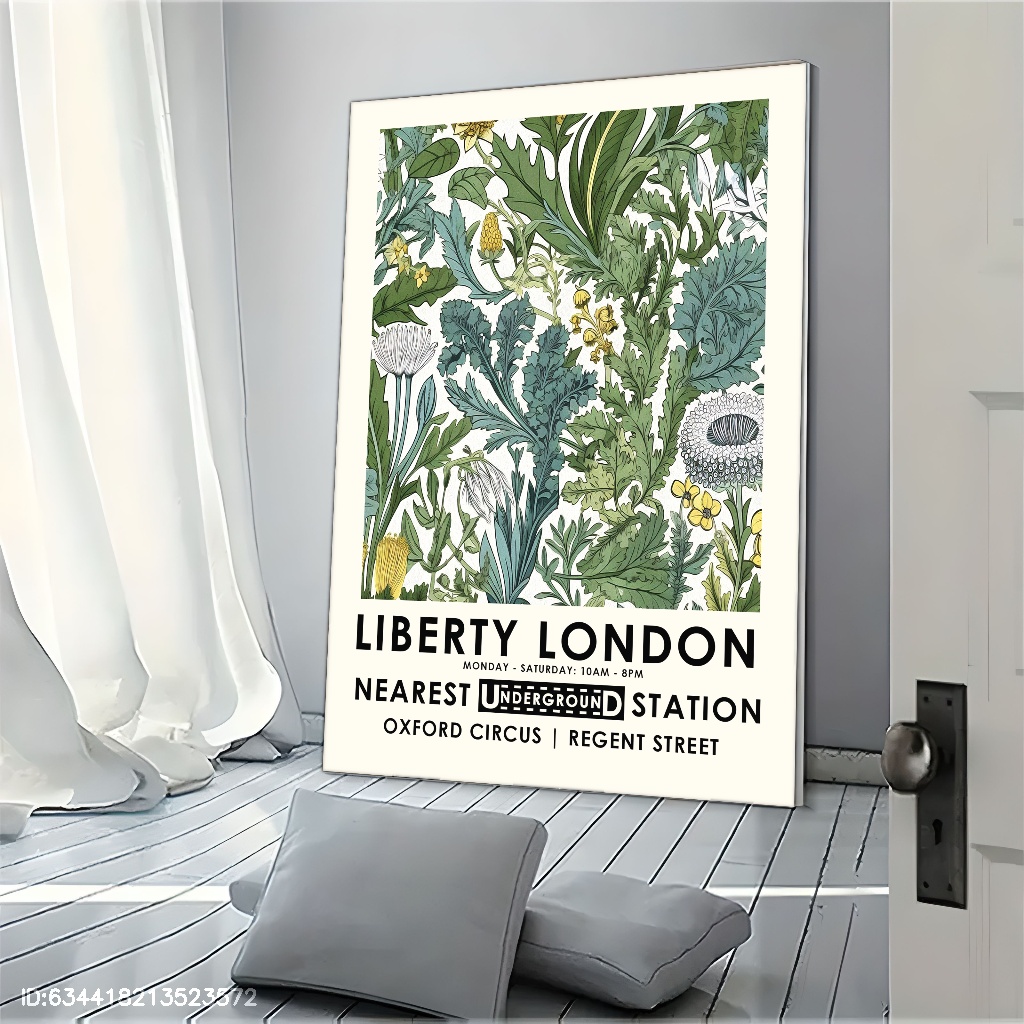 LIBERTY LONDON
MONDAY - SATURDAY: 10AM - 8PM
NEAREST UNDERGROUND STATION
OXFORD CIRCUS | REGENT STREET
ID:634418213523572